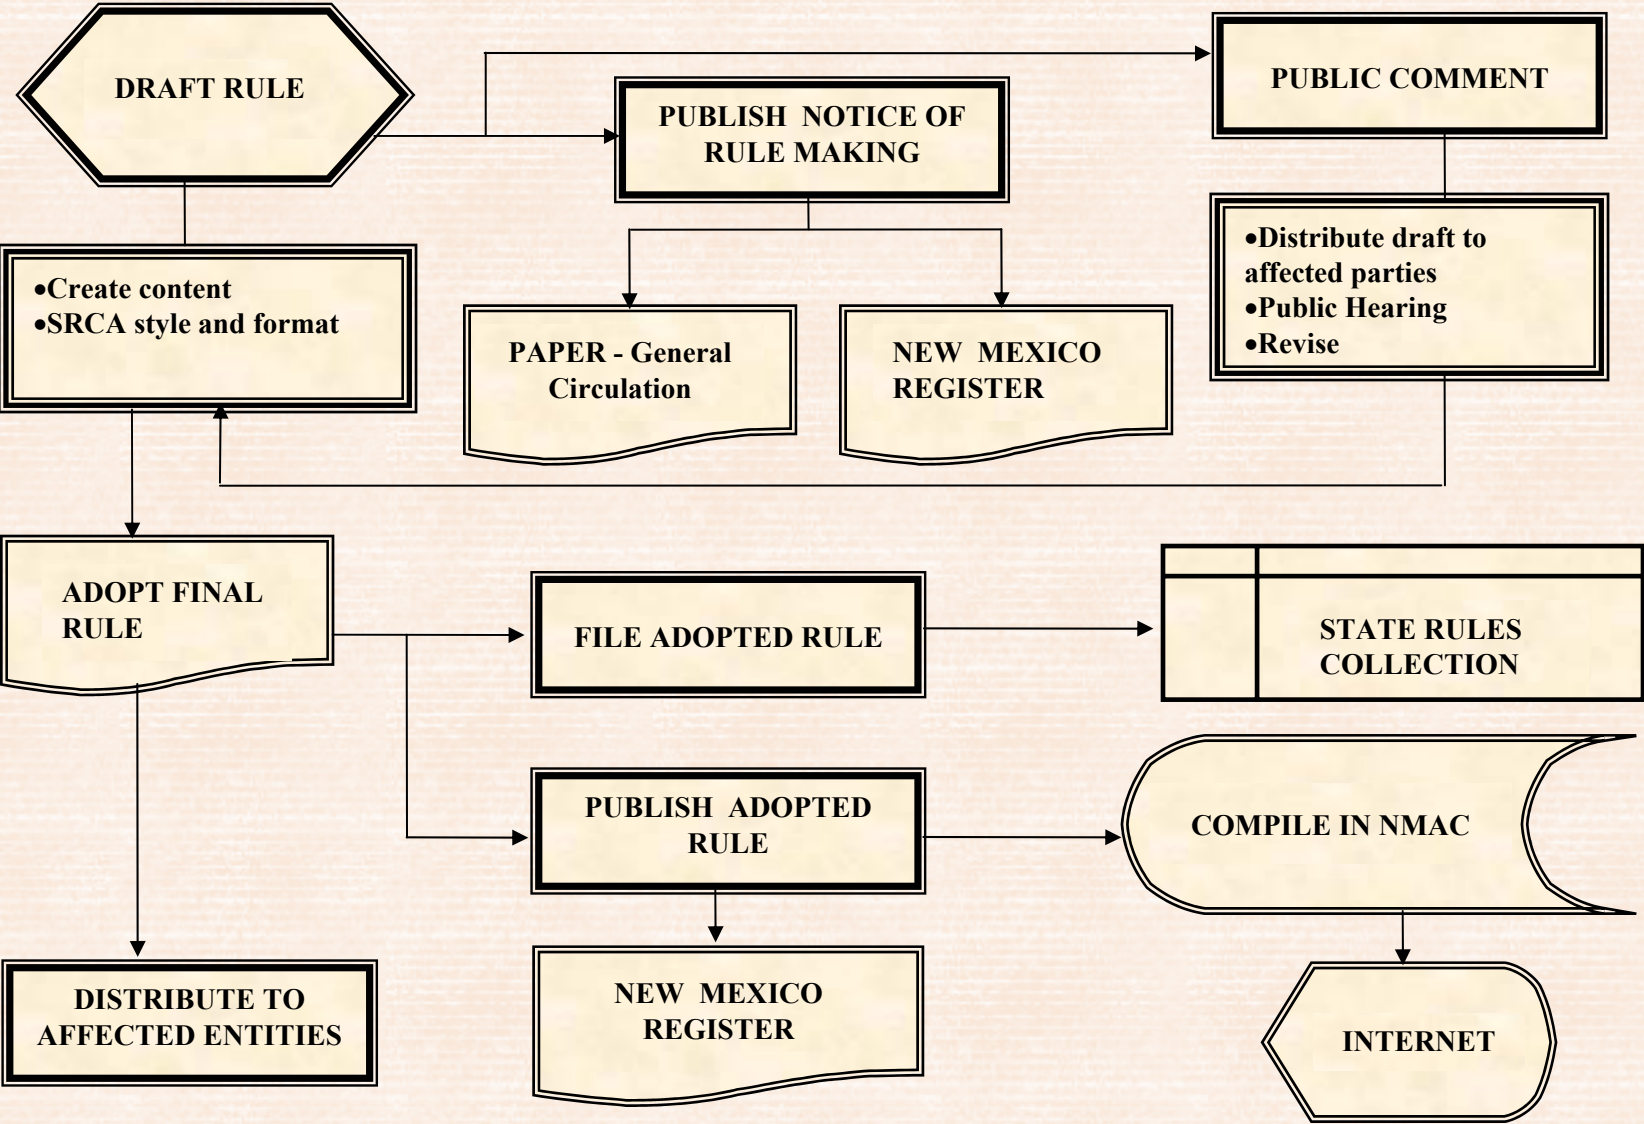 DRAFT RULE
PUBLISH NOTICE OF
RULE MAKING
PUBLIC COMMENT
•Create content
•SRCA style and format
PAPER - General
Circulation
NEW MEXICO
REGISTER
•Distribute draft to
affected parties
•Public Hearing
•Revise
ADOPT FINAL
RULE
FILE ADOPTED RULE
STATE RULES
COLLECTION
PUBLISH ADOPTED
RULE
COMPILE IN NMAC
DISTRIBUTE TO
AFFECTED ENTITIES
NEW MEXICO
REGISTER
INTERNET